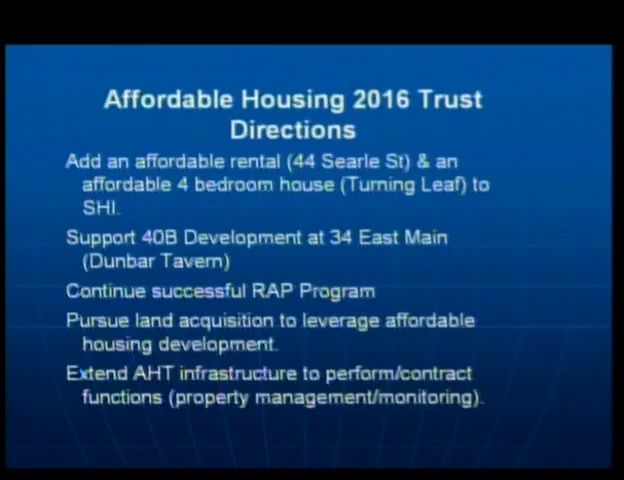 Affordable Housing 2016 Trust
Directions
Add an affordable rental (44 Searle St) & an
affordable 4 bedroom house (Turning Leaf) to
SHI.
Support 40B Development at 34 East Main
(Dunbar Tavern)
Continue successful RAP Program
Pursue land acquisition to leverage affordable
housing development.
Extend AHT infrastructure to perform/contract
functions (property management/monitoring).